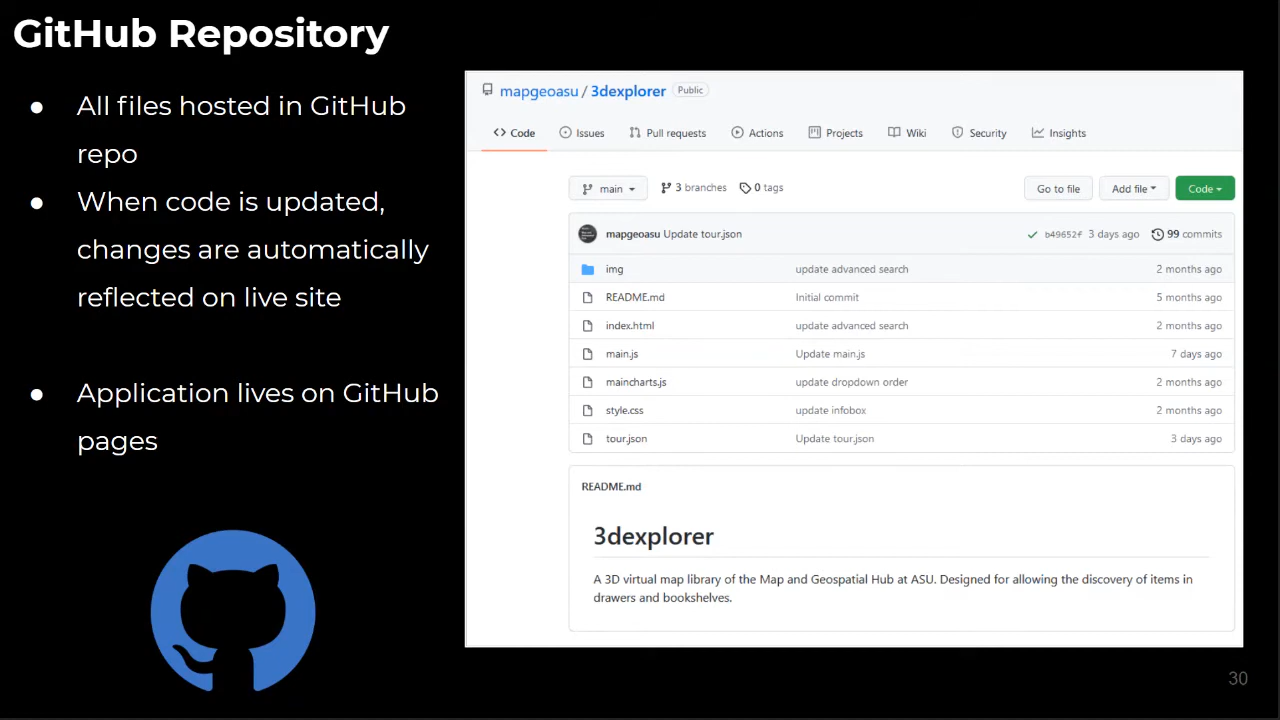 GitHub Repository
● All files hosted in GitHub
repo
● When code is updated,
changes are automatically
reflected on live site
● Application lives on GitHub
pages
mapgeoasu / 3dexplorer Public
Code Issues Pull requests Actions Projects Wiki Security Insights
main 3 branches 0 tags Go to file Add file Code
mapgeoasu Update tour.json b49652f 3 days ago 99 commits
img update advanced search 2 months ago
README.md Initial commit 5 months ago
index.html update advanced search 2 months ago
main.js Update main.js 7 days ago
maincharts.js update dropdown order 2 months ago
style.css update infobox 2 months ago
tour.json Update tour.json 3 days ago
README.md
3dexplorer
A 3D virtual map library of the Map and Geospatial Hub at ASU. Designed for allowing the discovery of items in
drawers and bookshelves.
30